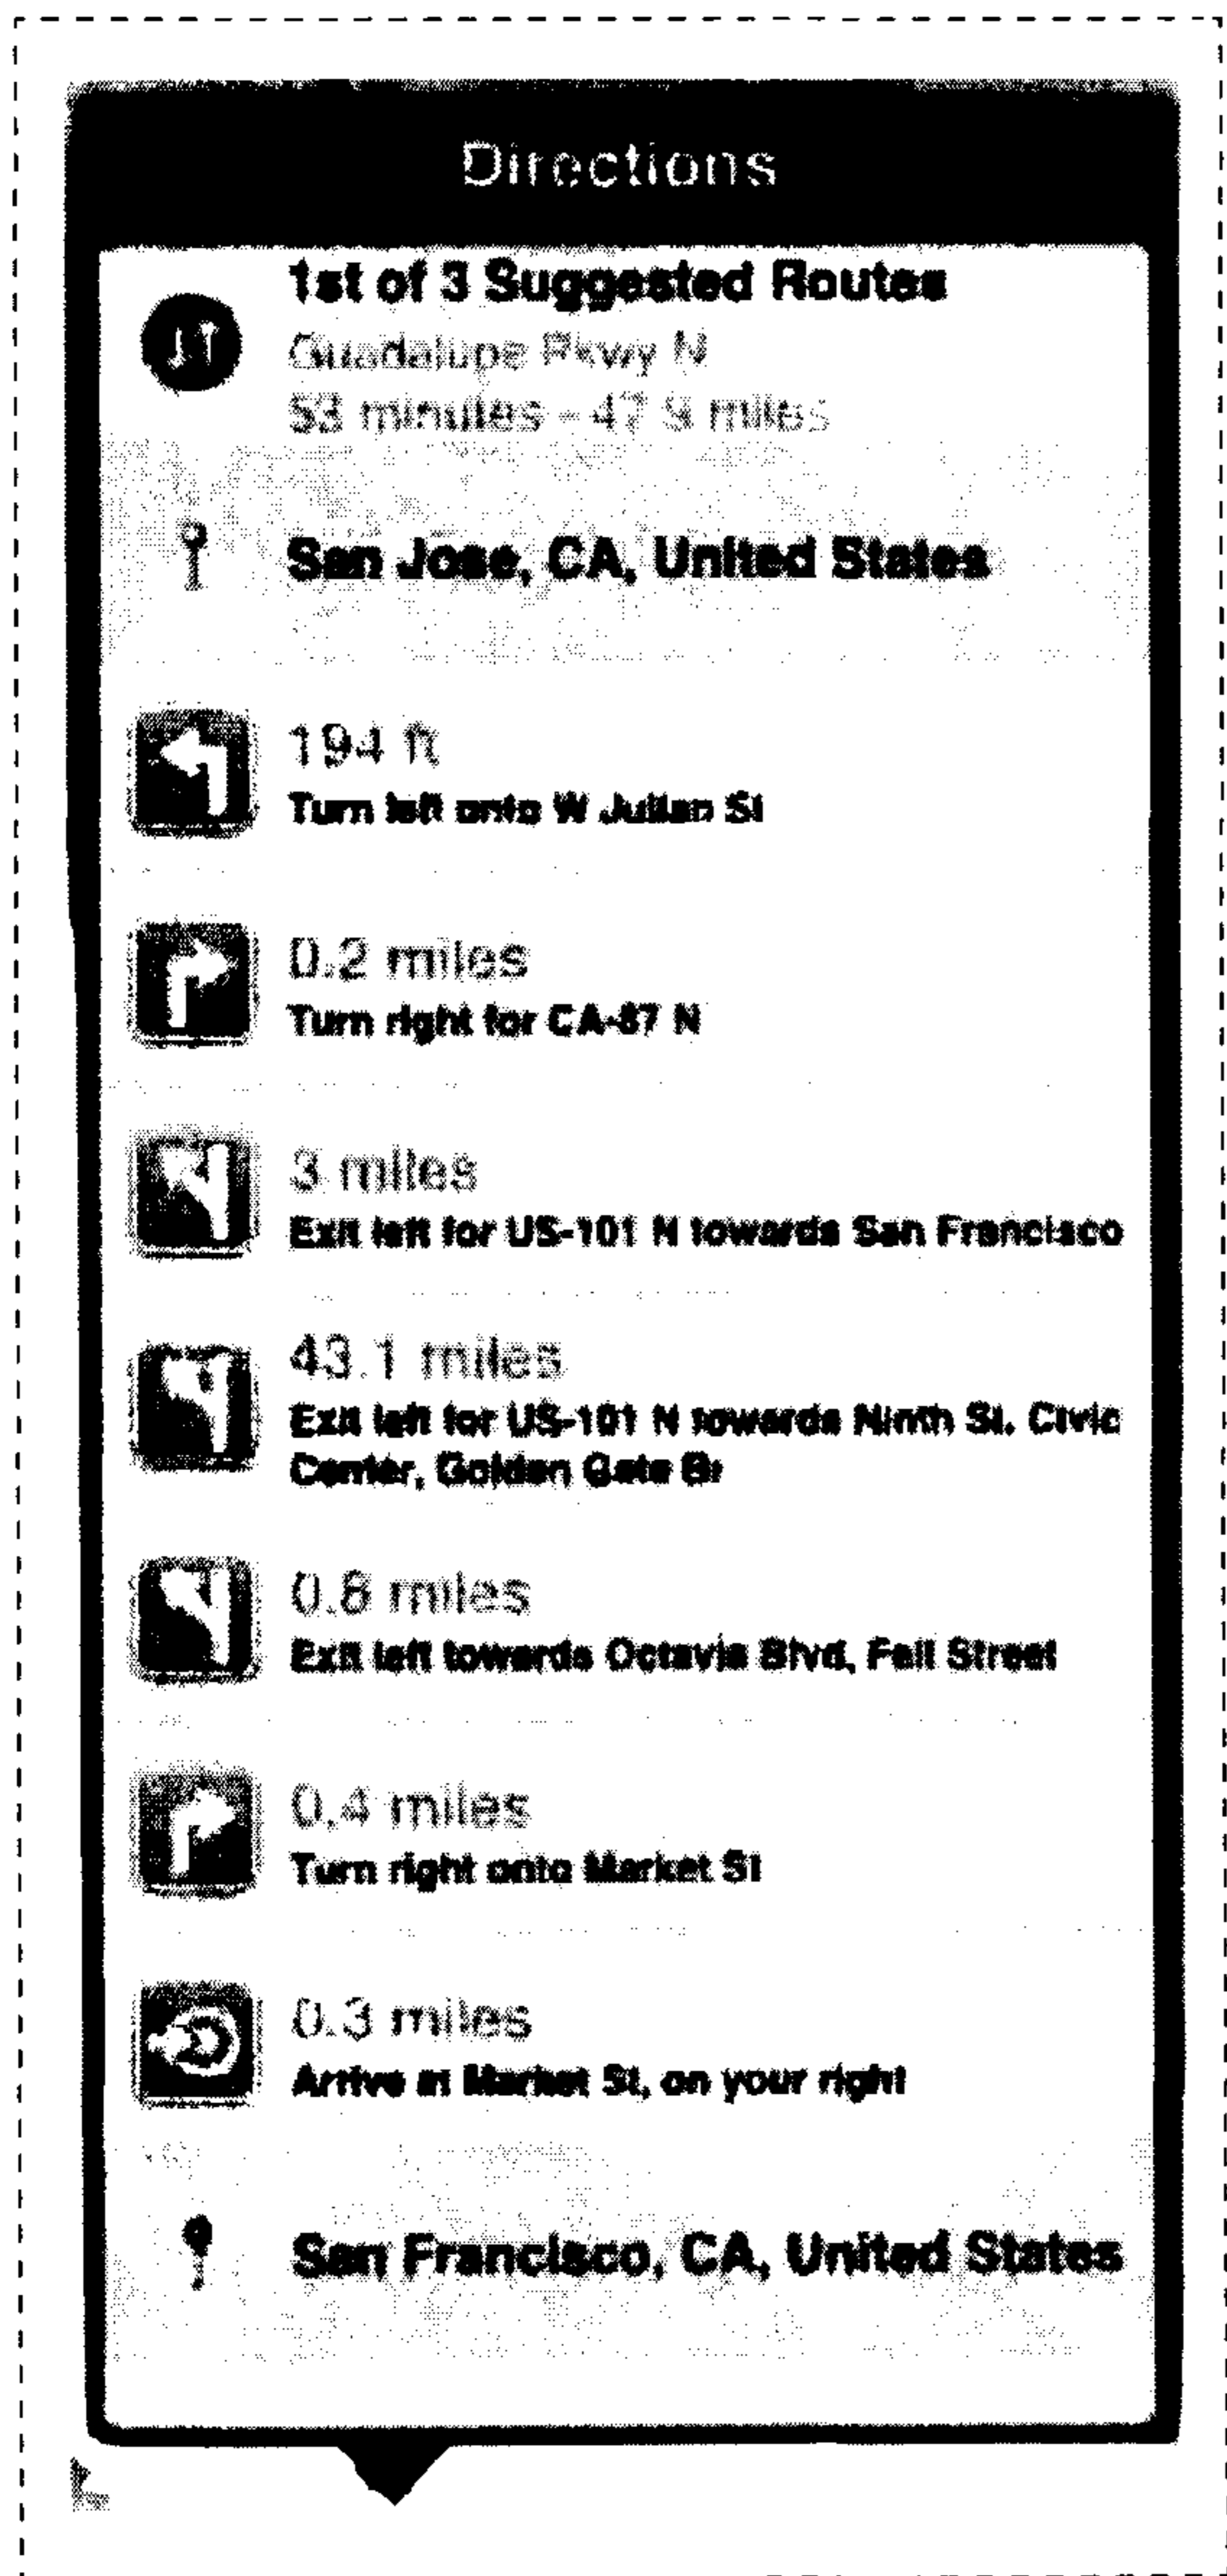 Directions
1st of 3 Suggested Routes
Guadalupe Pkwy N
53 minutes - 47.9 miles
San Jose, CA, United States
194 ft
Turn left onto W Julian St
0.2 miles
Turn right for CA-87 N
3 miles
Exit left for US-101 N towards San Francisco
43.1 miles
Exit left for US-101 N towards Ninth St, Civic
Center, Golden Gate Br
0.8 miles
Exit left towards Octavia Blvd, Fell Street
0.4 miles
Turn right onto Market St
0.3 miles
Arrive at Market St, on your right
San Francisco, CA, United States